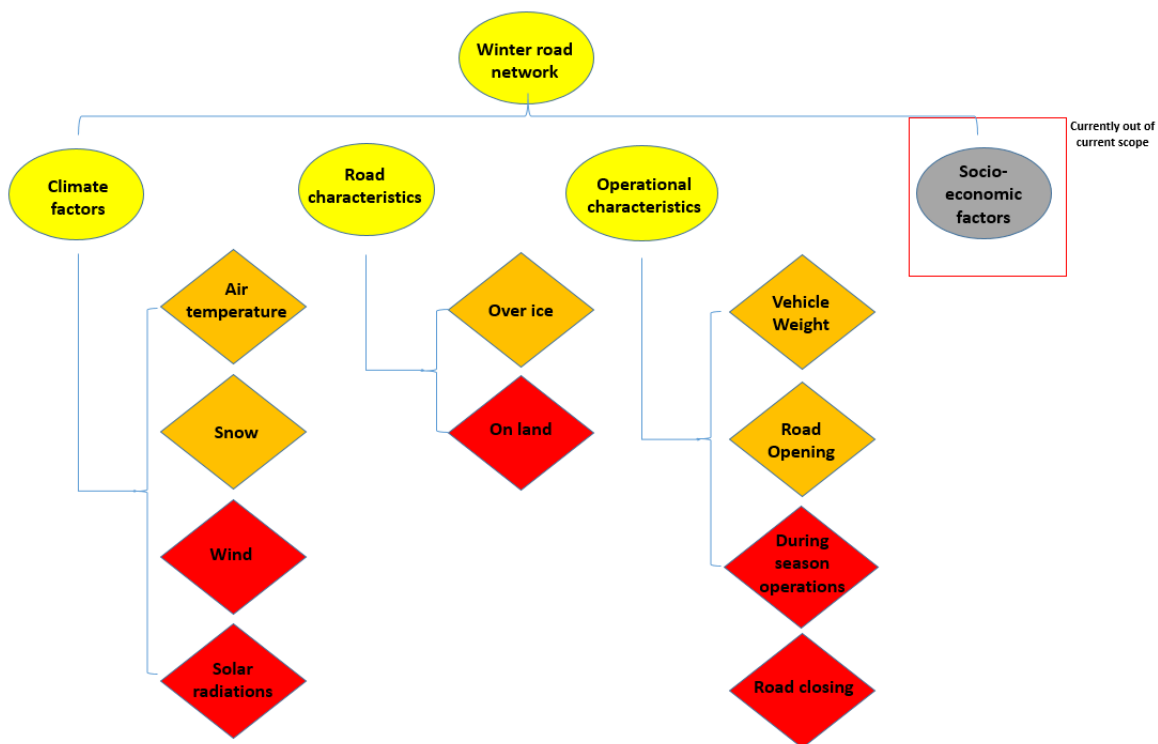 Winter road
network
Currently out of
current scope
Climate
factors
Road
characteristics
Operational
characteristics
Socio-
economic
factors
Air
temperature
Over ice
Vehicle
Weight
Snow
On land
Road
Opening
Wind
During
season
operations
Solar
radiations
Road closing